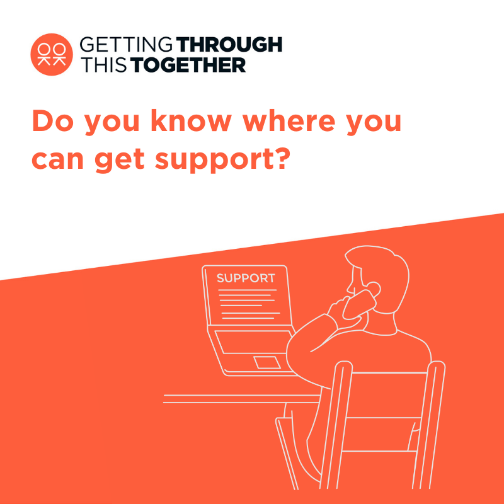 GETTING THROUGH
THIS TOGETHER
Do you know where you
can get support?
SUPPORT